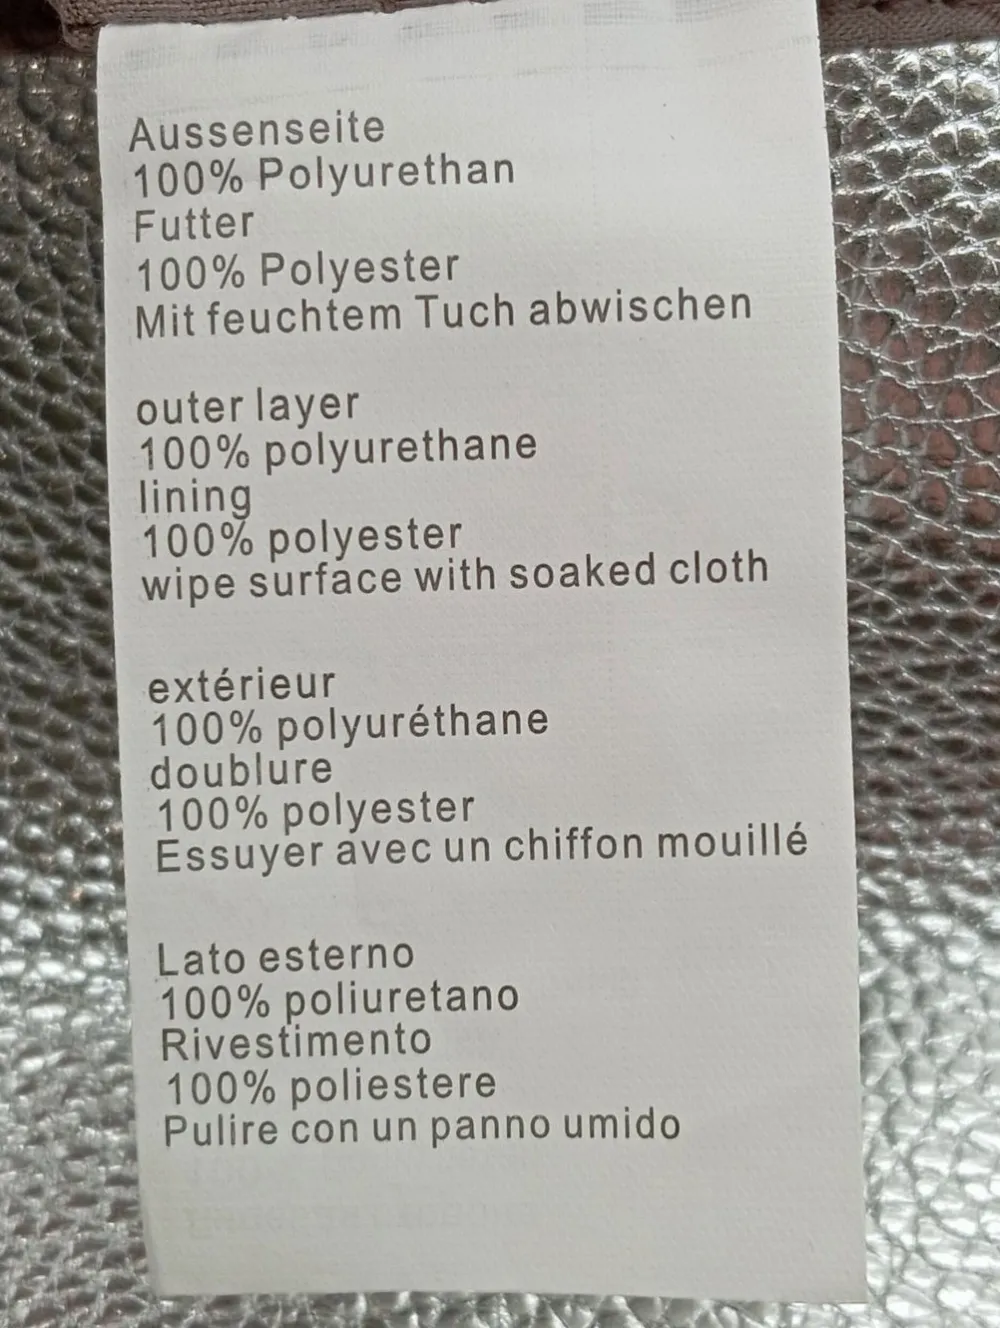 Aussenseite
100% Polyurethan
Futter
100% Polyester
Mit feuchtem Tuch abwischen
outer layer
100% polyurethane
lining
100% polyester
wipe surface with soaked cloth
extérieur
100% polyuréthane
doublure
100% polyester
Essuyer avec un chiffon mouillé
Lato esterno
100% poliuretano
Rivestimento
100% poliestere
Pulire con un panno umido